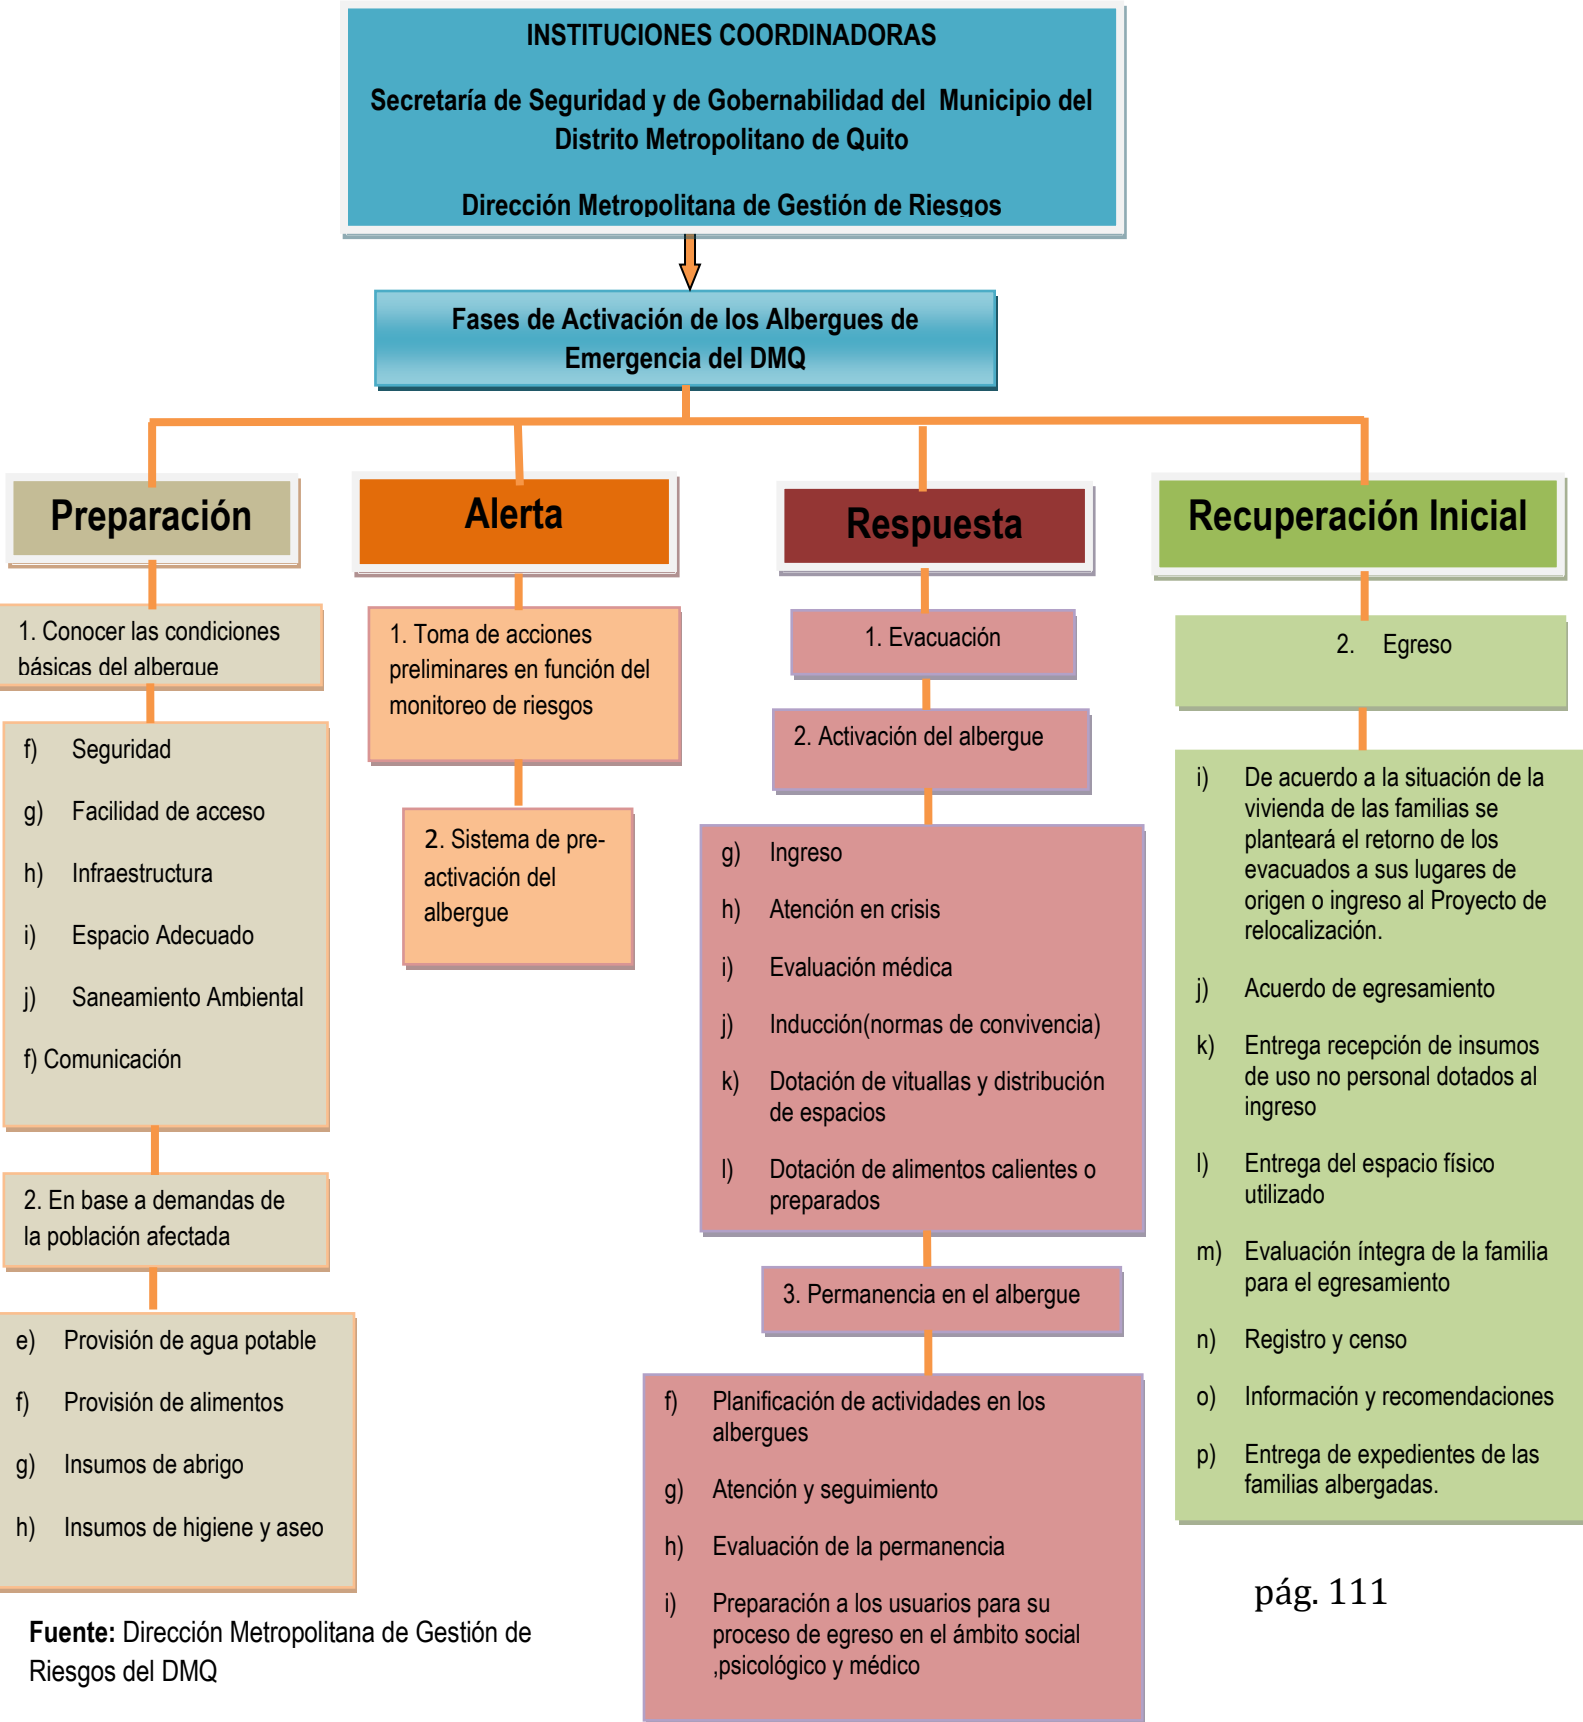 INSTITUCIONES COORDINADORAS
Secretaría de Seguridad y de Gobernabilidad del Municipio del
Distrito Metropolitano de Quito
Dirección Metropolitana de Gestión de Riesgos
Fases de Activación de los Albergues de
Emergencia del DMQ
Preparación
1. Conocer las condiciones
básicas del albergue
f) Seguridad
g) Facilidad de acceso
h) Infraestructura
i) Espacio Adecuado
j) Saneamiento Ambiental
f) Comunicación
2. En base a demandas de
la población afectada
e) Provisión de agua potable
f) Provisión de alimentos
g) Insumos de abrigo
h) Insumos de higiene y aseo
Alerta
1. Toma de acciones
preliminares en función del
monitoreo de riesgos
2. Sistema de pre-
activación del
albergue
Respuesta
1. Evacuación
2. Activación del albergue
g) Ingreso
h) Atención en crisis
i) Evaluación médica
j) Inducción(normas de convivencia)
k) Dotación de vituallas y distribución
de espacios
l) Dotación de alimentos calientes o
preparados
3. Permanencia en el albergue
f) Planificación de actividades en los
albergues
g) Atención y seguimiento
h) Evaluación de la permanencia
i) Preparación a los usuarios para su
proceso de egreso en el ámbito social
,psicológico y médico
Recuperación Inicial
2. Egreso
i) De acuerdo a la situación de la
vivienda de las familias se
planteará el retorno de los
evacuados a sus lugares de
origen o ingreso al Proyecto de
relocalización.
j) Acuerdo de egresamiento
k) Entrega recepción de insumos
de uso no personal dotados al
ingreso
l) Entrega del espacio físico
utilizado
m) Evaluación íntegra de la familia
para el egresamiento
n) Registro y censo
o) Información y recomendaciones
p) Entrega de expedientes de las
familias albergadas.
pág. 111
Fuente: Dirección Metropolitana de Gestión de
Riesgos del DMQ